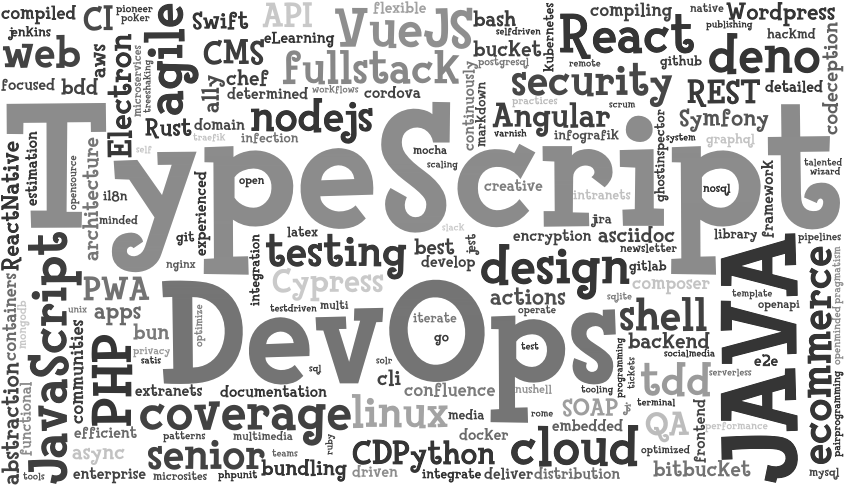 compiled
CI
pioneer
poker
Swift
API
flexible
bash
compiling
native
Wordpress
publishing
jenkins
web
aws
Electron
microservices
treeshaking
agile
CMS
eLearning
VueJS
selfdriven
bucket
kubernetes
React
hackmd
deno
codeception
focused
bdd
ally
chef
fullstack
postgresql
remote
github
determined
workflows
cordova
continuously
markdown
security
practices
scrum
REST
detailed
Rust
domain
traefik
infection
nodejs
Angular
varnish
infografik
ghostinspector
system
Symfony
graphql
TypeScript
self
mocha
scaling
ReactNative
estimation
opensource
architecture
il8n
minded
experienced
open
creative
intranets
nosql
framework
talented
wizard
git
latex
slack
jira
encryption
asciidoc
library
pipelines
nginx
integration
testing
best
develop
jest
newsletter
design
gitlab
JavaScript
containers
mongodb
PWA
apps
unix
Cypress
actions
sqlite
composer
template
openapi
JAVA
ecommerce
openminded
pragmatism
testdriven
multi
operate
DevOps
bun
optimize
iterate
go
test
shell
backend
socialmedia
e2e
communities
privacy
satis
PHP
sql
solr
cli
programming
tickets
tdd
serverless
abstraction
functional
extranets
documentation
confluence
nushell
tooling
coverage
linux
media
rome
SOAP
jr
terminal
QA
frontend
performance
pairprogramming
efficient
patterns
multimedia
ruby
docker
embedded
async
senior
teams
CD
Python
cloud
optimized
tools
enterprise
microsites
phpunit
bundling
driven
integrate
deliver
distribution
bitbucket
mysql